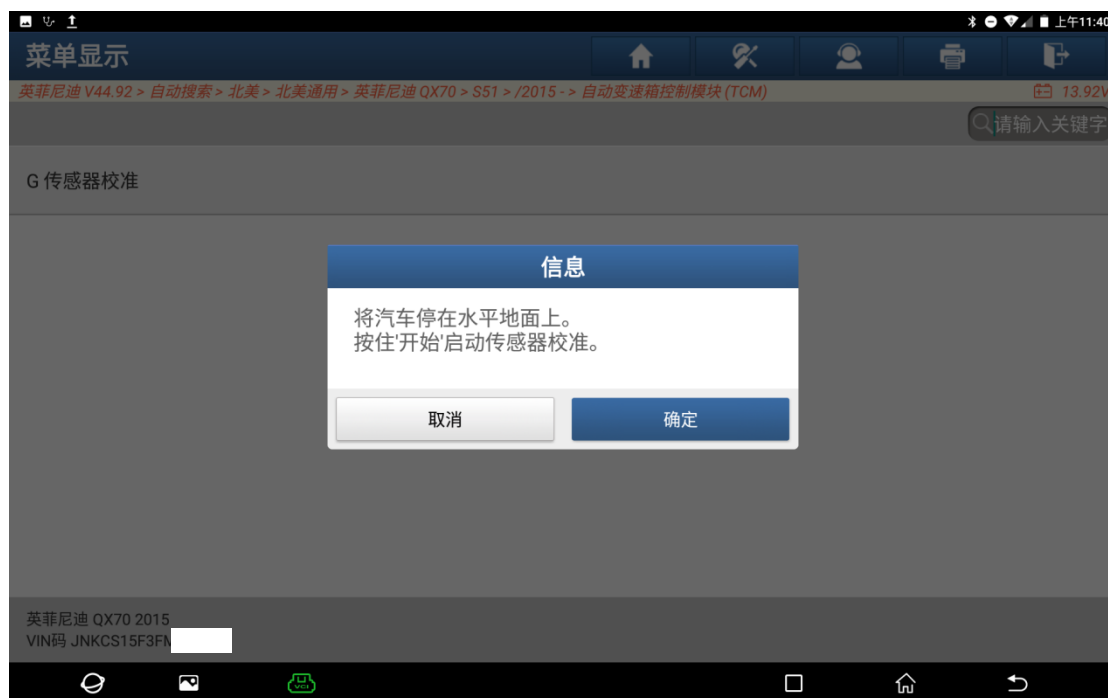 上午11:40
菜单显示
英菲尼迪 V44.92 > 自动搜索 > 北美 > 北美通用 > 英菲尼迪 QX70 > S51 > /2015 - > 自动变速箱控制模块 (TCM)
13.92V
请输入关键字
G 传感器校准
信息
将汽车停在水平地面上。
按住'开始'启动传感器校准。
取消
确定
英菲尼迪 QX70 2015
VIN码 JNKCS15F3F
VCI